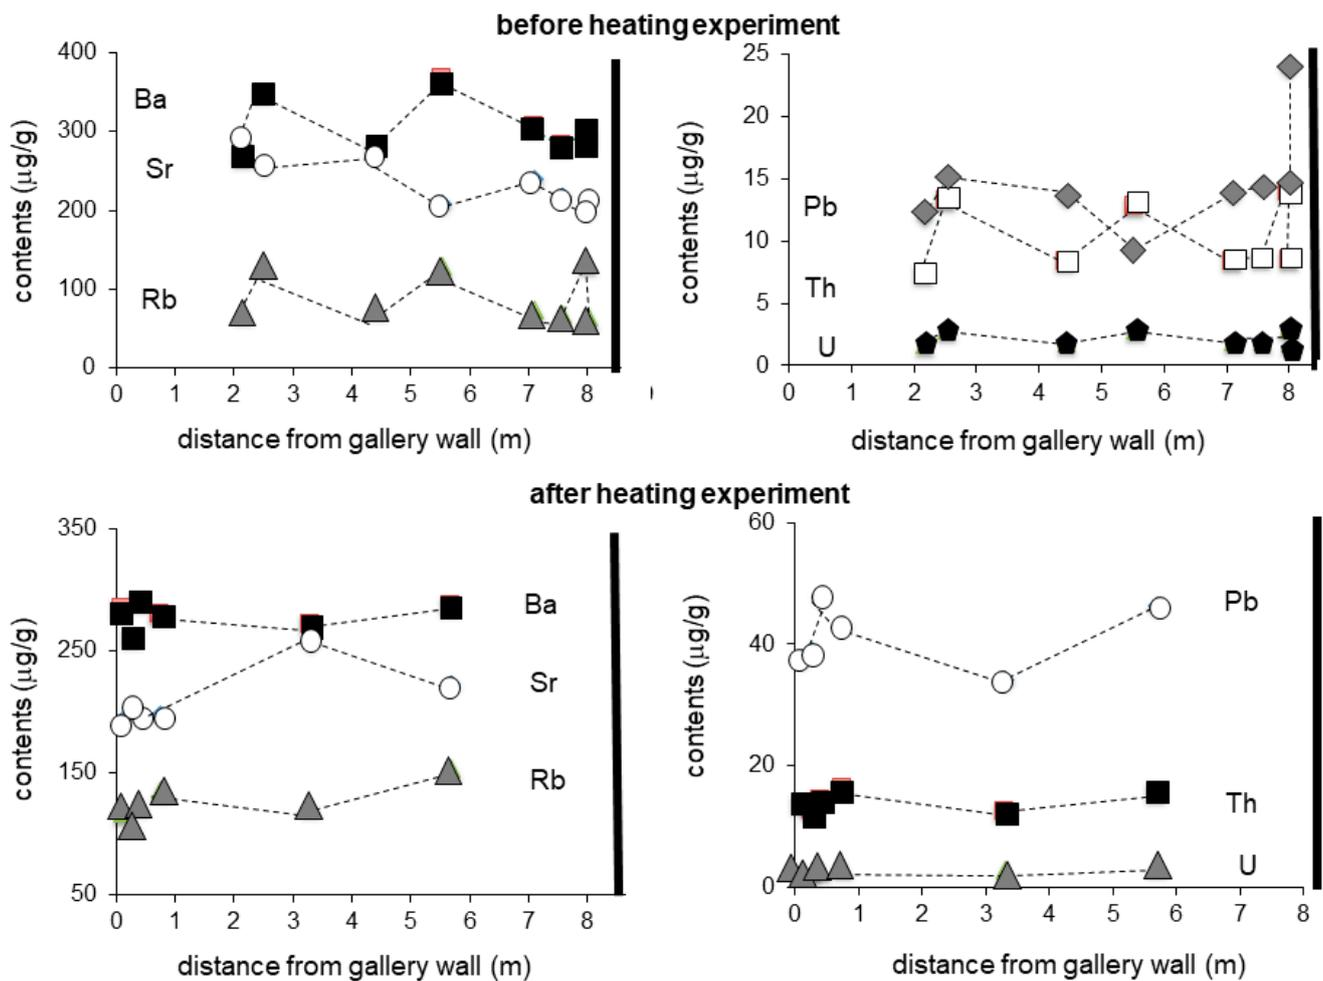 before heating experiment
400
300
200
100
0
contents (µg/g)
Ba
Sr
Rb
0 1 2 3 4 5 6 7 8
distance from gallery wall (m)
25
20
15
10
5
0
contents (µg/g)
Pb
Th
U
0 1 2 3 4 5 6 7 8
distance from gallery wall (m)
after heating experiment
350
250
150
50
contents (µg/g)
Ba
Sr
Rb
0 1 2 3 4 5 6 7 8
distance from gallery wall (m)
60
40
20
0
contents (µg/g)
Pb
Th
U
0 1 2 3 4 5 6 7 8
distance from gallery wall (m)